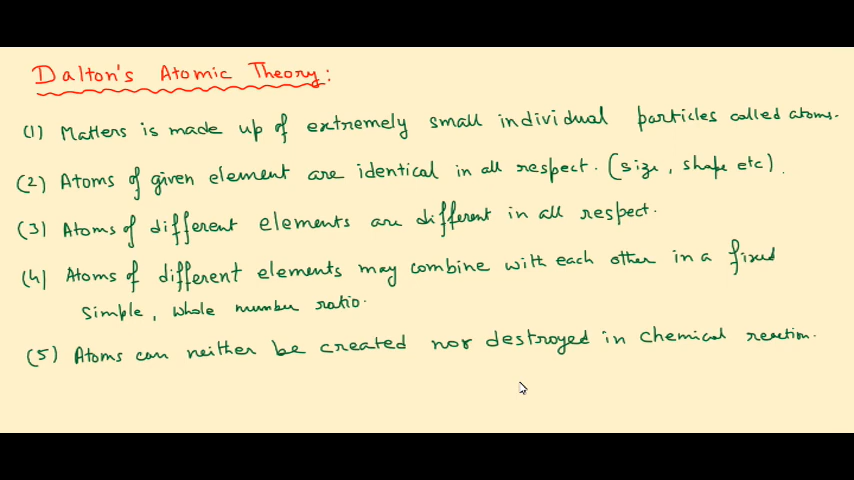 Dalton's Atomic Theory:
(1) Matters is made up of extremely small individual particles called atoms.
(2) Atoms of given element are identical in all respect. (size, shape etc).
(3) Atoms of different elements are different in all respect.
(4) Atoms of different elements may combine with each other in a fixed
simple, whole number ratio.
(5) Atoms can neither be created nor destroyed in chemical reaction.